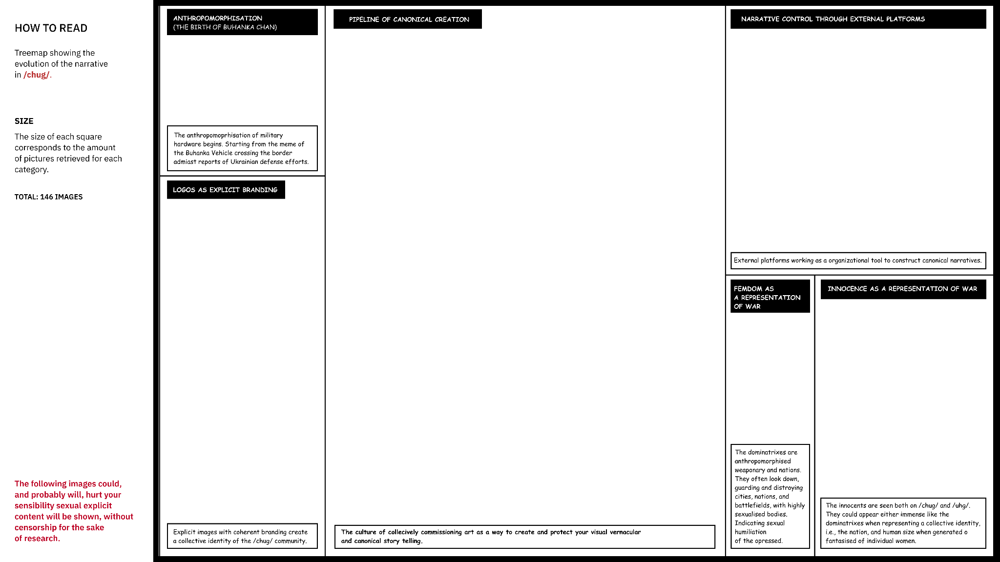 HOW TO READ
Treemap showing the
evolution of the narrative
in /chug/.
SIZE
The size of each square
corresponds to the amount
of pictures retrieved for each
category.
TOTAL: 146 IMAGES
The following images could,
and probably will, hurt your
sensibility sexual explicit
content will be shown, without
censorship for the sake
of research.
ANTHROPOMORPHISATION
(THE BIRTH OF BUHANKA CHAN)
The anthropomoprhisation of military
hardware begins. Starting from the meme of
the Buhanka Vehicle crossing the border
admiast reports of Ukrainian defense efforts.
LOGOS AS EXPLICIT BRANDING
Explicit images with coherent branding create
a collective identity of the /chug/ community.
PIPELINE OF CANONICAL CREATION
The culture of collecively commissioning art as a way to create and protect your visual vernacular
and canonical story telling.
NARRATIVE CONTROL THROUGH EXTERNAL PLATFORMS
External platforms working as a organizational tool to construct canonical narratives.
FEMDOM AS
A REPRESENTATION
OF WAR
The dominatrixes are
anthropomorphised
weaponary and nations.
They often look down,
guarding and distroying
cities, nations, and
battlefields, with highly
sexualised bodies.
Indicating sexual
humiliation
of the opressed.
INNOCENCE AS A REPRESENTATION OF WAR
The innocents are seen both on /chug/ and /uhg/.
They could appear either immense like the
dominatrixes when representing a collective identity,
i.e., the nation, and human size when generated o
fantasised of individual women.